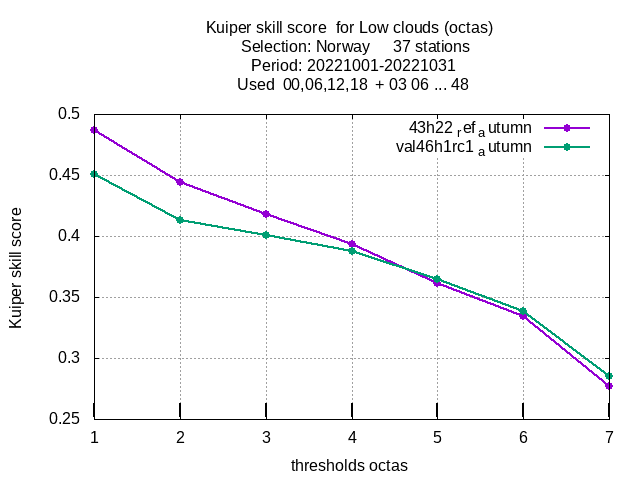 Kuiper skill score  for Low clouds (octas)
Selection: Norway     37 stations
Period: 20221001-20221031
Used  00,06,12,18  + 03 06 ... 48
43h22refautumn
val46h1rc1autumn
0.5
0.45
0.4
0.35
0.3
0.25
Kuiper skill score
1 2 3 4 5 6 7
thresholds octas